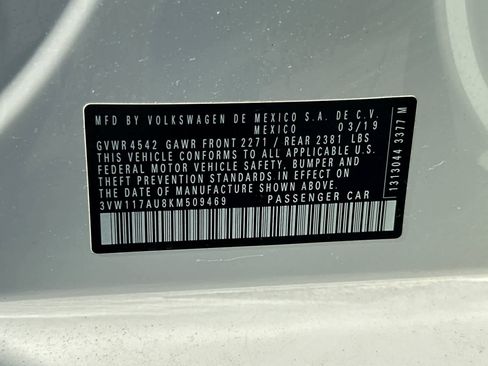 MFD BY VOLKSWAGEN DE MEXICO S.A. DE C.V.
MEXICO 03/19
GVWR 4542 GAWR FRONT 2271 / REAR 2381 LBS
THIS VEHICLE CONFORMS TO ALL APPLICABLE
FEDERAL MOTOR VEHICLE SAFETY, BUMPER AND
THEFT PREVENTION STANDARDS IN EFFECT ON
THE DATE OF MANUFACTURE SHOWN ABOVE.
3VW117AU8KM509469 PASSENGER CAR
1313044 3377 M